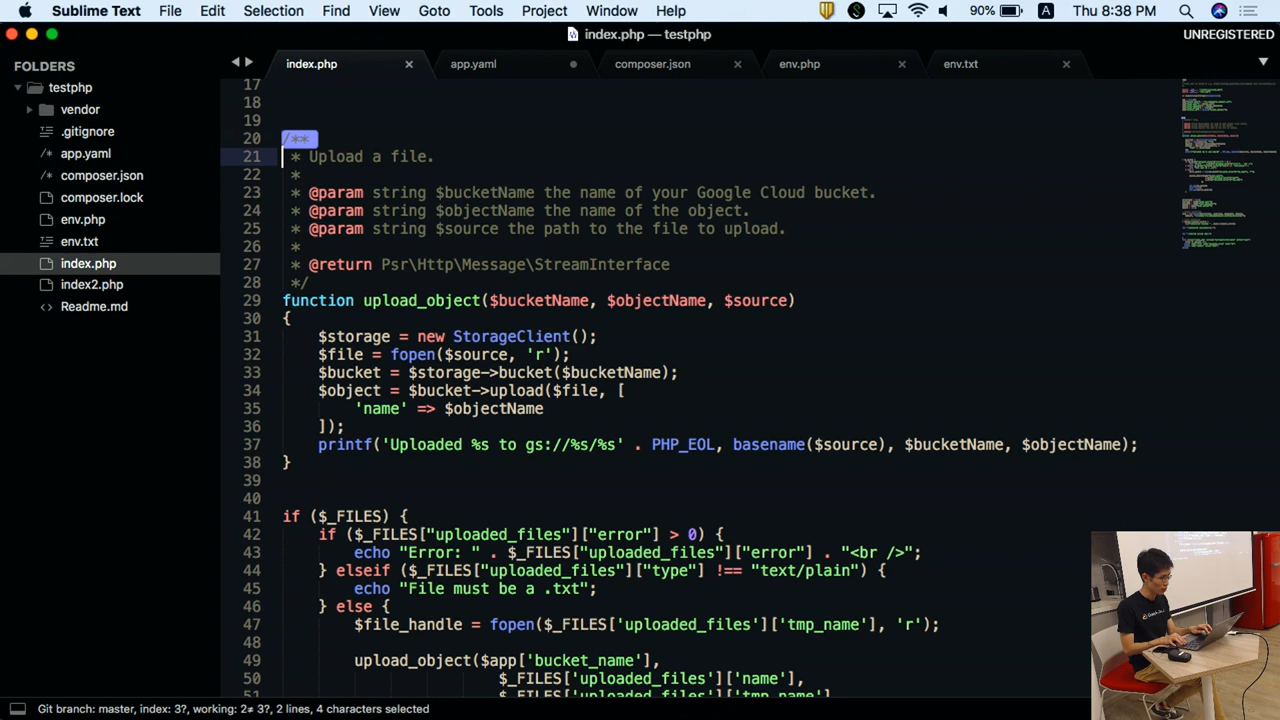 Sublime Text File Edit Selection Find View Goto Tools Project Window Help 90% A Thu 8:38 PM
index.php — testphp UNREGISTERED
FOLDERS
testphp
vendor
.gitignore
app.yaml
composer.json
composer.lock
env.php
env.txt
index.php
index2.php
Readme.md
index.php app.yaml composer.json env.php env.txt
17
18
19
20 /**
21 * Upload a file.
22 *
23 * @param string $bucketName the name of your Google Cloud bucket.
24 * @param string $objectName the name of the object.
25 * @param string $source the path to the file to upload.
26 *
27 * @return Psr\Http\Message\StreamInterface
28 */
29 function upload_object($bucketName, $objectName, $source)
30 {
31 $storage = new StorageClient();
32 $file = fopen($source, 'r');
33 $bucket = $storage->bucket($bucketName);
34 $object = $bucket->upload($file, [
35 'name' => $objectName
36 ]);
37 printf('Uploaded %s to gs://%s/%s' . PHP_EOL, basename($source), $bucketName, $objectName);
38 }
39
40
41 if ($_FILES) {
42 if ($_FILES["uploaded_files"]["error"] > 0) {
43 echo "Error: " . $_FILES["uploaded_files"]["error"] . "<br />";
44 } elseif ($_FILES["uploaded_files"]["type"] !== "text/plain") {
45 echo "File must be a .txt";
46 } else {
47 $file_handle = fopen($_FILES['uploaded_files']['tmp_name'], 'r');
48
49 upload_object($app['bucket_name'],
50 $_FILES['uploaded_files']['name'],
51 $_FILES['uploaded_files']['tmp_name'],
Git branch: master, index: 3?, working: 2≠ 3?, 2 lines, 4 characters selected